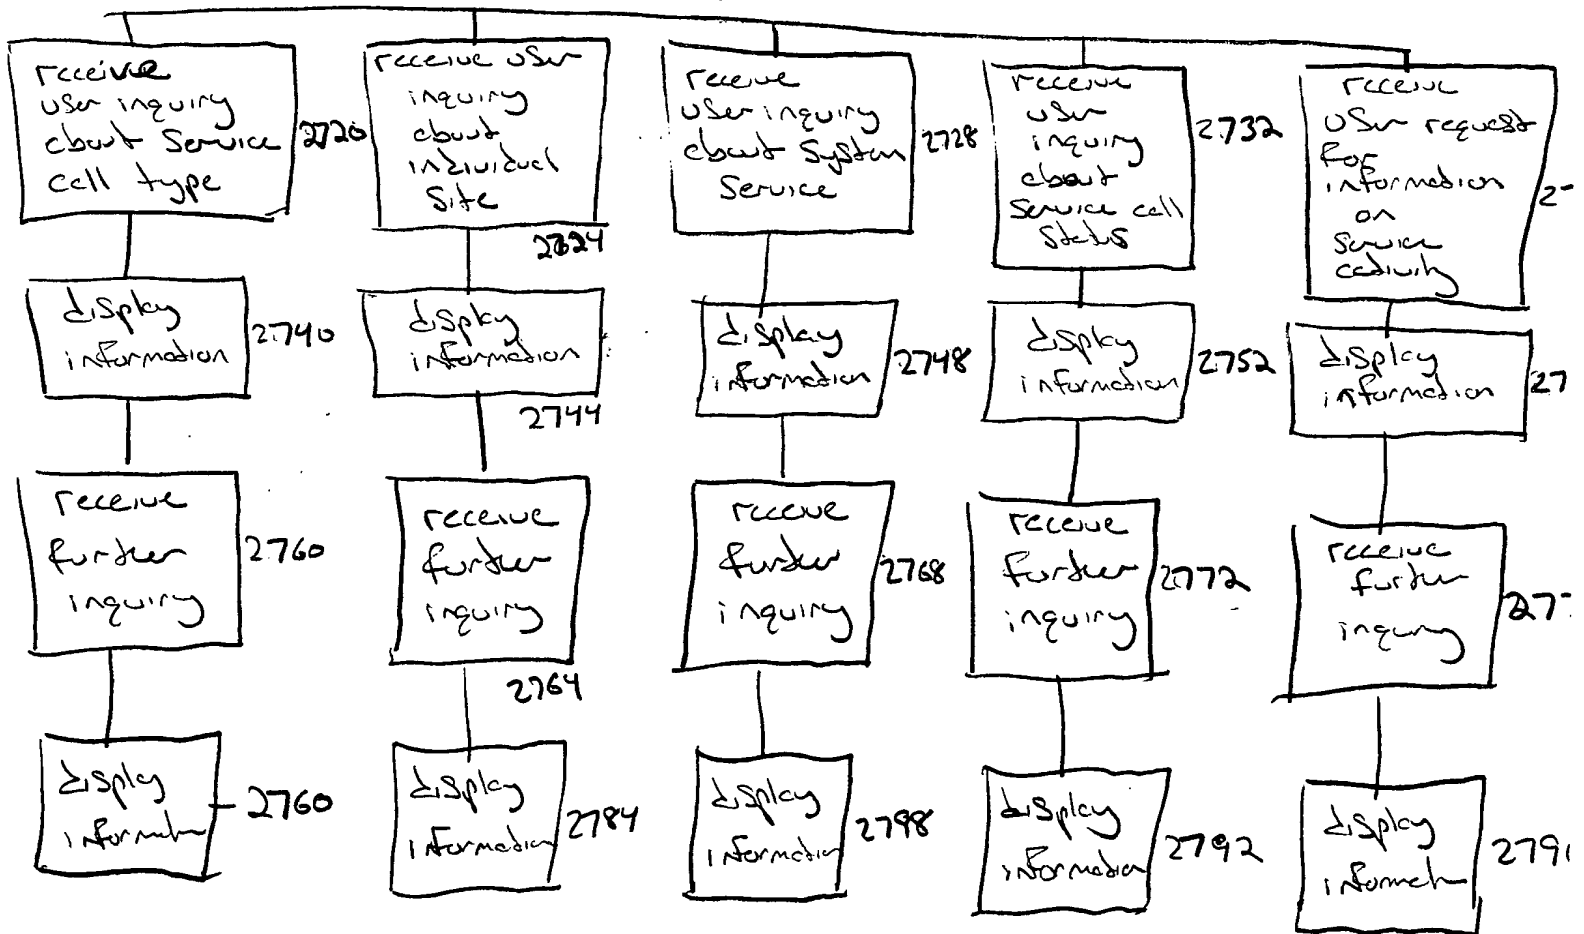 receive
user inquiry
about Service
call type
2720
receive user
inquiry
about
individual
Site
2724
receive
user inquiry
about System
Service
2728
receive
user
inquiry
about
service call
status
2732
receive
user request
for
information
on
service
activity
2740
display
information
2744
display
information
2748
display
information
2752
display
information
27
display
information
receive
further
inquiry
2760
receive
further
inquiry
2764
receive
further
inquiry
2768
receive
further
inquiry
2772
receive
further
inquiry
277
display
information
2760
display
information
2784
display
information
2788
display
information
2792
display
information
279